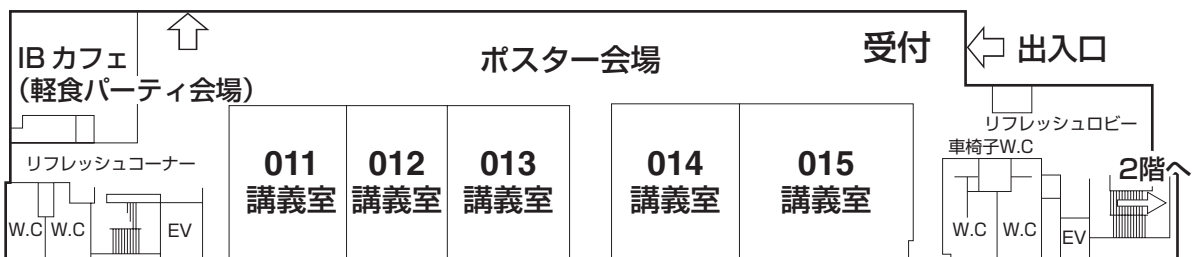 IB カフェ
(軽食パーティ会場)
ポスター会場
受付
出入口
リフレッシュロビー
車椅子W.C
2階へ
リフレッシュコーナー
011
講義室
012
講義室
013
講義室
014
講義室
015
講義室
W.C
W.C
EV
W.C
W.C
EV